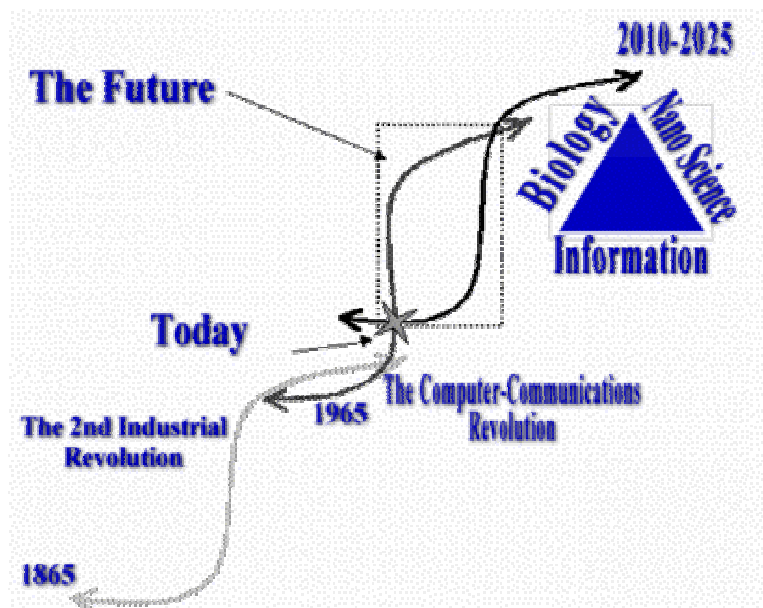 2010-2025
The Future
Biology
Nano Science
Information
Today
The Computer-Communications
Revolution
1965
The 2nd Industrial
Revolution
1865